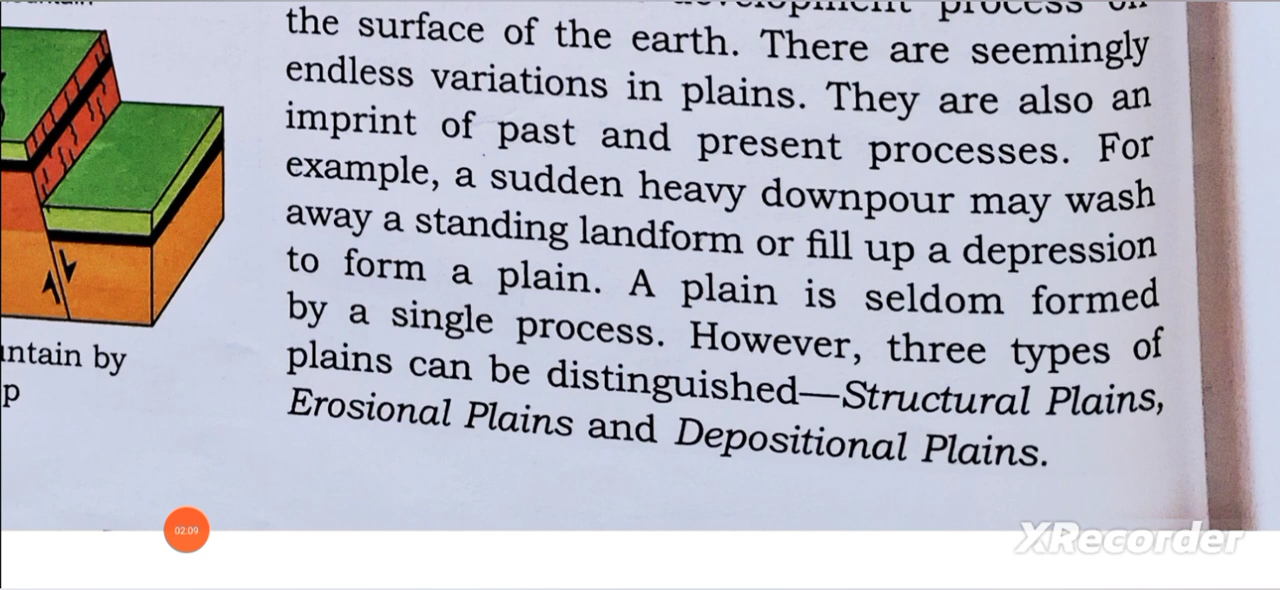 process on
the surface of the earth. There are seemingly
endless variations in plains. They are also an
imprint of past and present processes. For
example, a sudden heavy downpour may wash
away a standing landform or fill up a depression
to form a plain. A plain is seldom formed
by a single process. However, three types of
plains can be distinguished—Structural Plains,
Erosional Plains and Depositional Plains.
ntain by
p
02:09
XRecorder